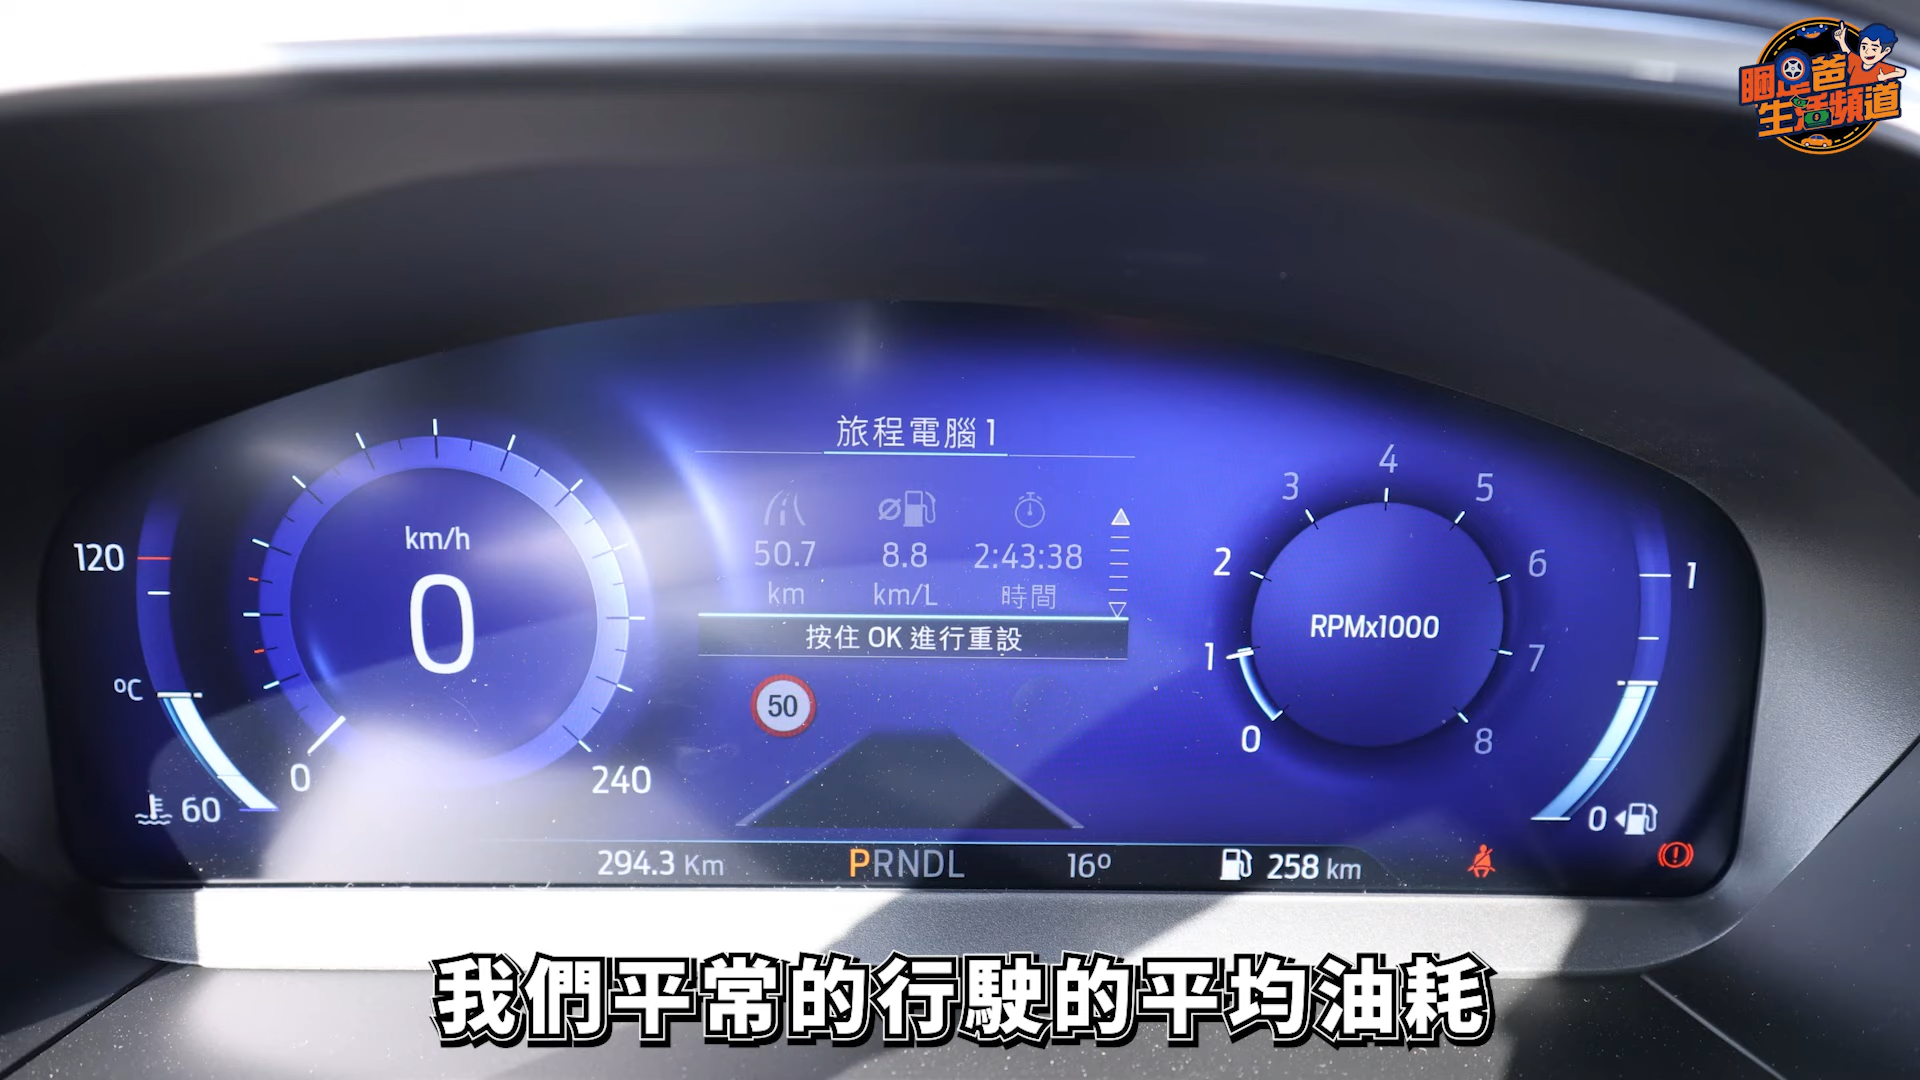 爸
生活頻道
旅程電腦 1
50.7 8.8 2:43:38
km km/L 時間
按住 OK 進行重設
50
120
°C
60
km/h
0
0
240
0
1
2
3
4
5
6
7
8
RPMx1000
1
0
294.3 Km PRNDL 16º 258 km
我們平常的行駛的平均油耗